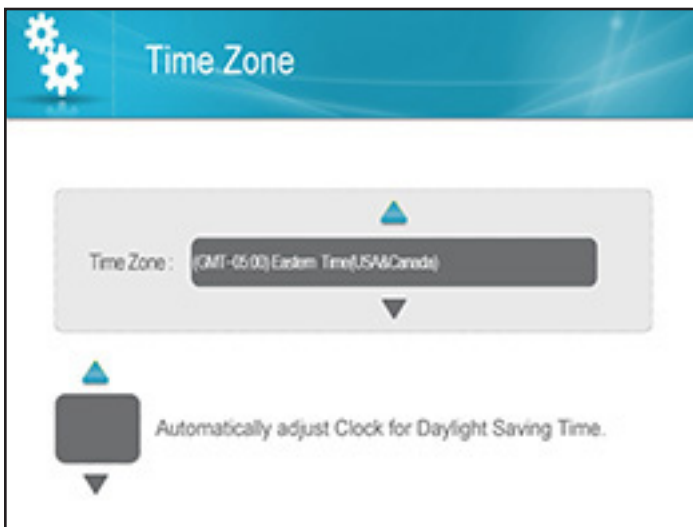 Time Zone
Time Zone : (GMT-05:00) Eastern Time(USA&Canada)
Automatically adjust Clock for Daylight Saving Time.